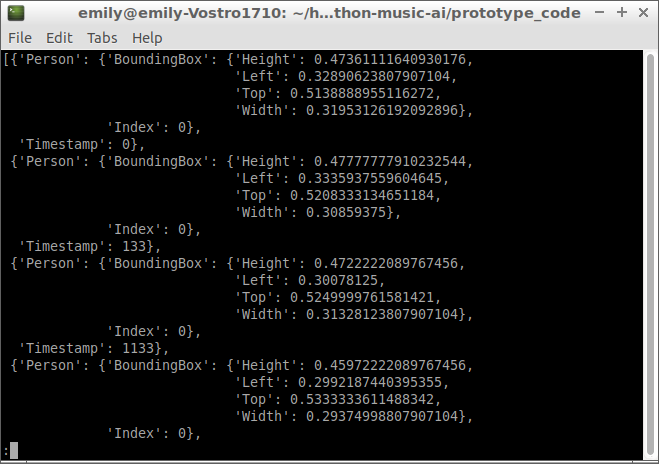 emily@emily-Vostro1710: ~/h...thon-music-ai/prototype_code
File Edit Tabs Help
[{'Person': {'BoundingBox': {'Height': 0.47361111640930176,
'Left': 0.32890623807907104,
'Top': 0.5138888955116272,
'Width': 0.31953126192092896},
'Index': 0},
'Timestamp': 0},
{'Person': {'BoundingBox': {'Height': 0.47777777910232544,
'Left': 0.3335937559604645,
'Top': 0.5208333134651184,
'Width': 0.30859375},
'Index': 0},
'Timestamp': 133},
{'Person': {'BoundingBox': {'Height': 0.4722222089767456,
'Left': 0.30078125,
'Top': 0.5249999761581421,
'Width': 0.31328123807907104},
'Index': 0},
'Timestamp': 1133},
{'Person': {'BoundingBox': {'Height': 0.45972222089767456,
'Left': 0.2992187440395355,
'Top': 0.5333333611488342,
'Width': 0.29374998807907104},
'Index': 0},
: